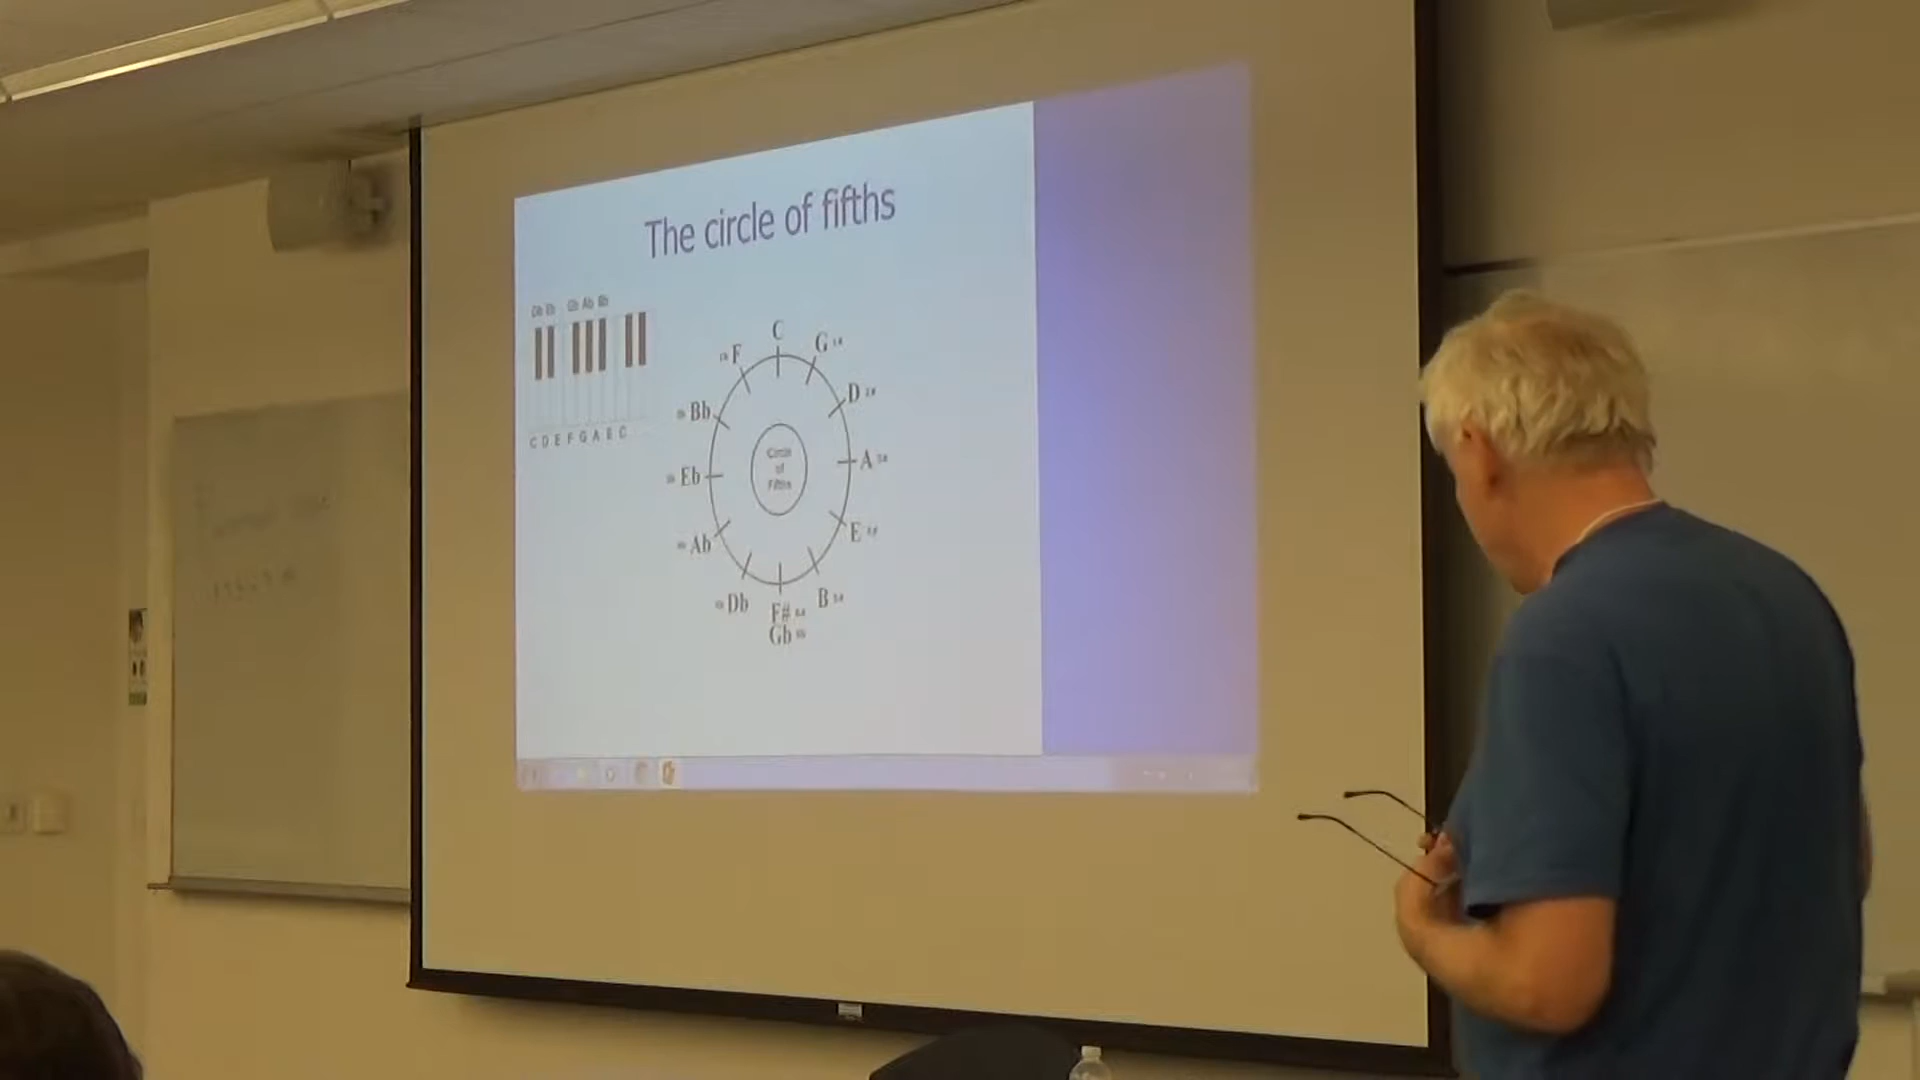 The circle of fifths
Db Eb Gb Ab Bb
C D E F G A B C
C
G
D
A
E
B
F#
Gb
Db
Ab
Eb
Bb
F
Circle
of
Fifths